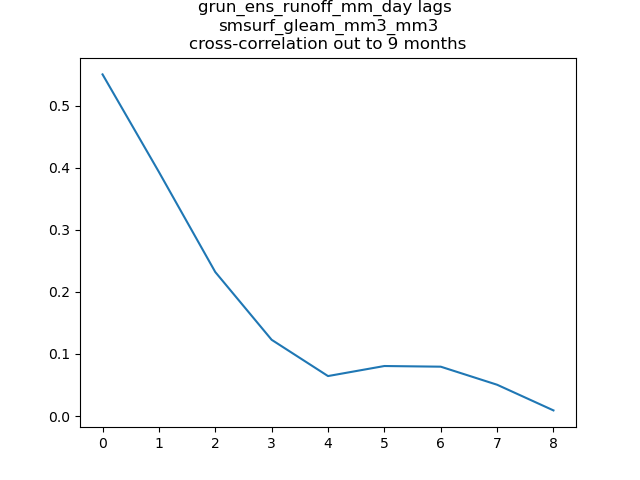 grun_ens_runoff_mm_day lags
smsurf_gleam_mm3_mm3
cross-correlation out to 9 months
0.5
0.4
0.3
0.2
0.1
0.0
0 1 2 3 4 5 6 7 8